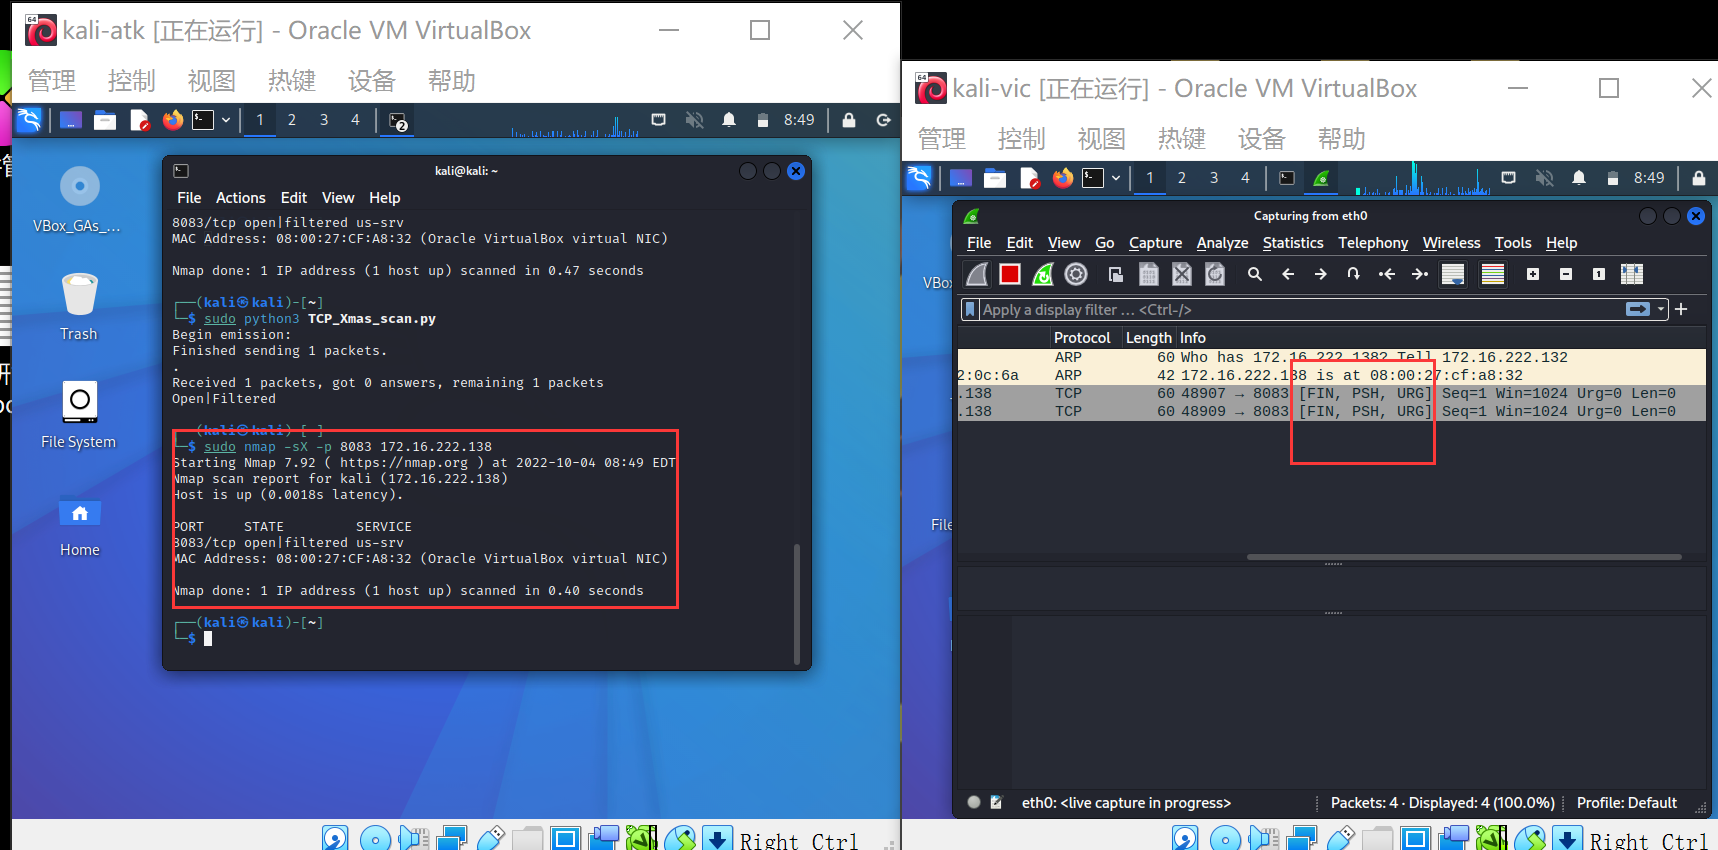 kali-atk [正在运行] - Oracle VM VirtualBox
管理 控制 视图 热键 设备 帮助
1 2 3 4 2 8:49
VBox_GAs_...
Trash
File System
Home
kali@kali: ~
File Actions Edit View Help
8083/tcp open|filtered us-srv
MAC Address: 08:00:27:CF:A8:32 (Oracle VirtualBox virtual NIC)
Nmap done: 1 IP address (1 host up) scanned in 0.47 seconds
(kali㉿kali)-[~]
$ sudo python3 TCP_Xmas_scan.py
Begin emission:
Finished sending 1 packets.
.
Received 1 packets, got 0 answers, remaining 1 packets
Open|Filtered
(kali㉿kali)-[~]
$ sudo nmap -sX -p 8083 172.16.222.138
Starting Nmap 7.92 ( https://nmap.org ) at 2022-10-04 08:49 EDT
Nmap scan report for kali (172.16.222.138)
Host is up (0.0018s latency).
PORT STATE SERVICE
8083/tcp open|filtered us-srv
MAC Address: 08:00:27:CF:A8:32 (Oracle VirtualBox virtual NIC)
Nmap done: 1 IP address (1 host up) scanned in 0.40 seconds
(kali㉿kali)-[~]
$
Right Ctrl
kali-vic [正在运行] - Oracle VM VirtualBox
管理 控制 视图 热键 设备 帮助
1 2 3 4 8:49
VBox
File
Capturing from eth0
File Edit View Go Capture Analyze Statistics Telephony Wireless Tools Help
Apply a display filter ... <Ctrl-/>
Protocol Length Info
ARP 60 Who has 172.16.222.138? Tell 172.16.222.132
2:0c:6a ARP 42 172.16.222.138 is at 08:00:27:cf:a8:32
.138 TCP 60 48907 → 8083 [FIN, PSH, URG] Seq=1 Win=1024 Urg=0 Len=0
.138 TCP 60 48909 → 8083 [FIN, PSH, URG] Seq=1 Win=1024 Urg=0 Len=0
eth0: <live capture in progress> Packets: 4 · Displayed: 4 (100.0%) Profile: Default
Right Ctrl